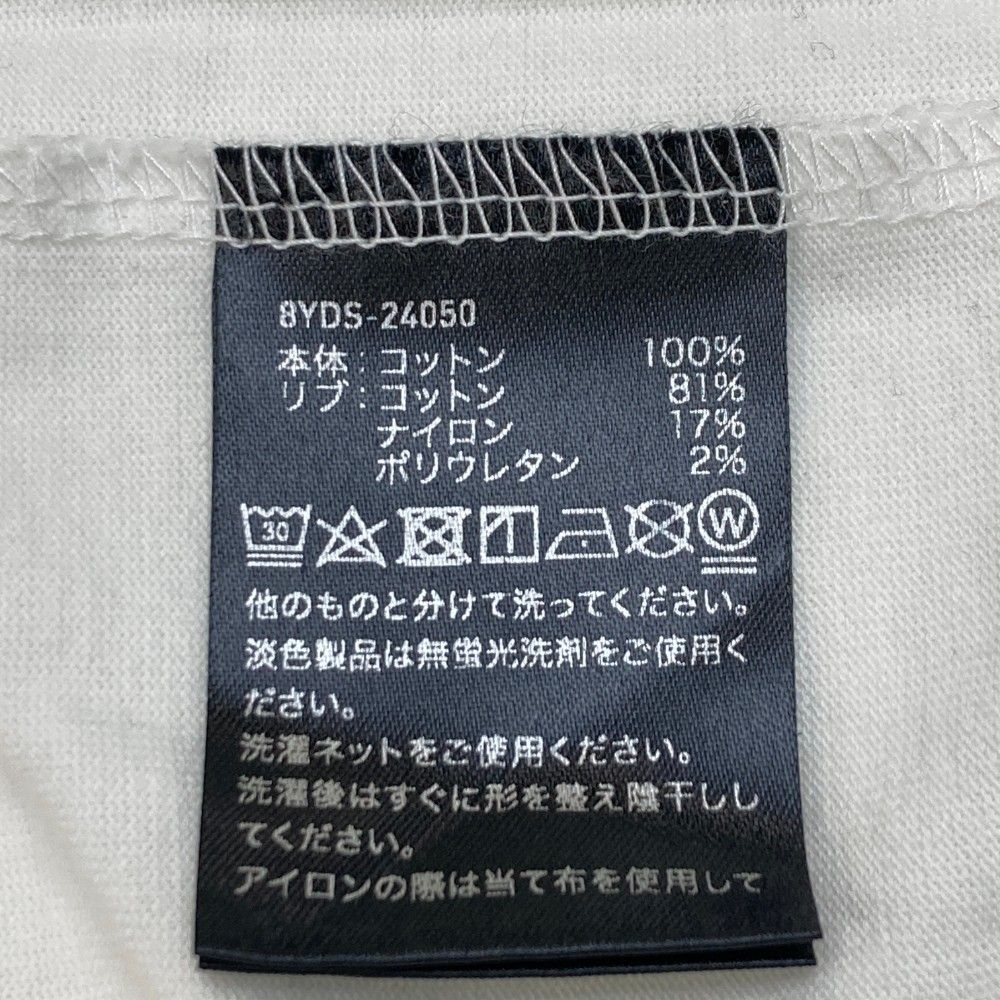 8YDS-24050
本体：コットン 100%
リブ：コットン 81%
ナイロン 17%
ポリウレタン 2%
30 W
他のものと分けて洗ってください。
淡色製品は無蛍光洗剤をご使用く
ださい。
洗濯ネットをご使用ください。
洗濯後はすぐに形を整え陰干しし
てください。
アイロンの際は当て布を使用して